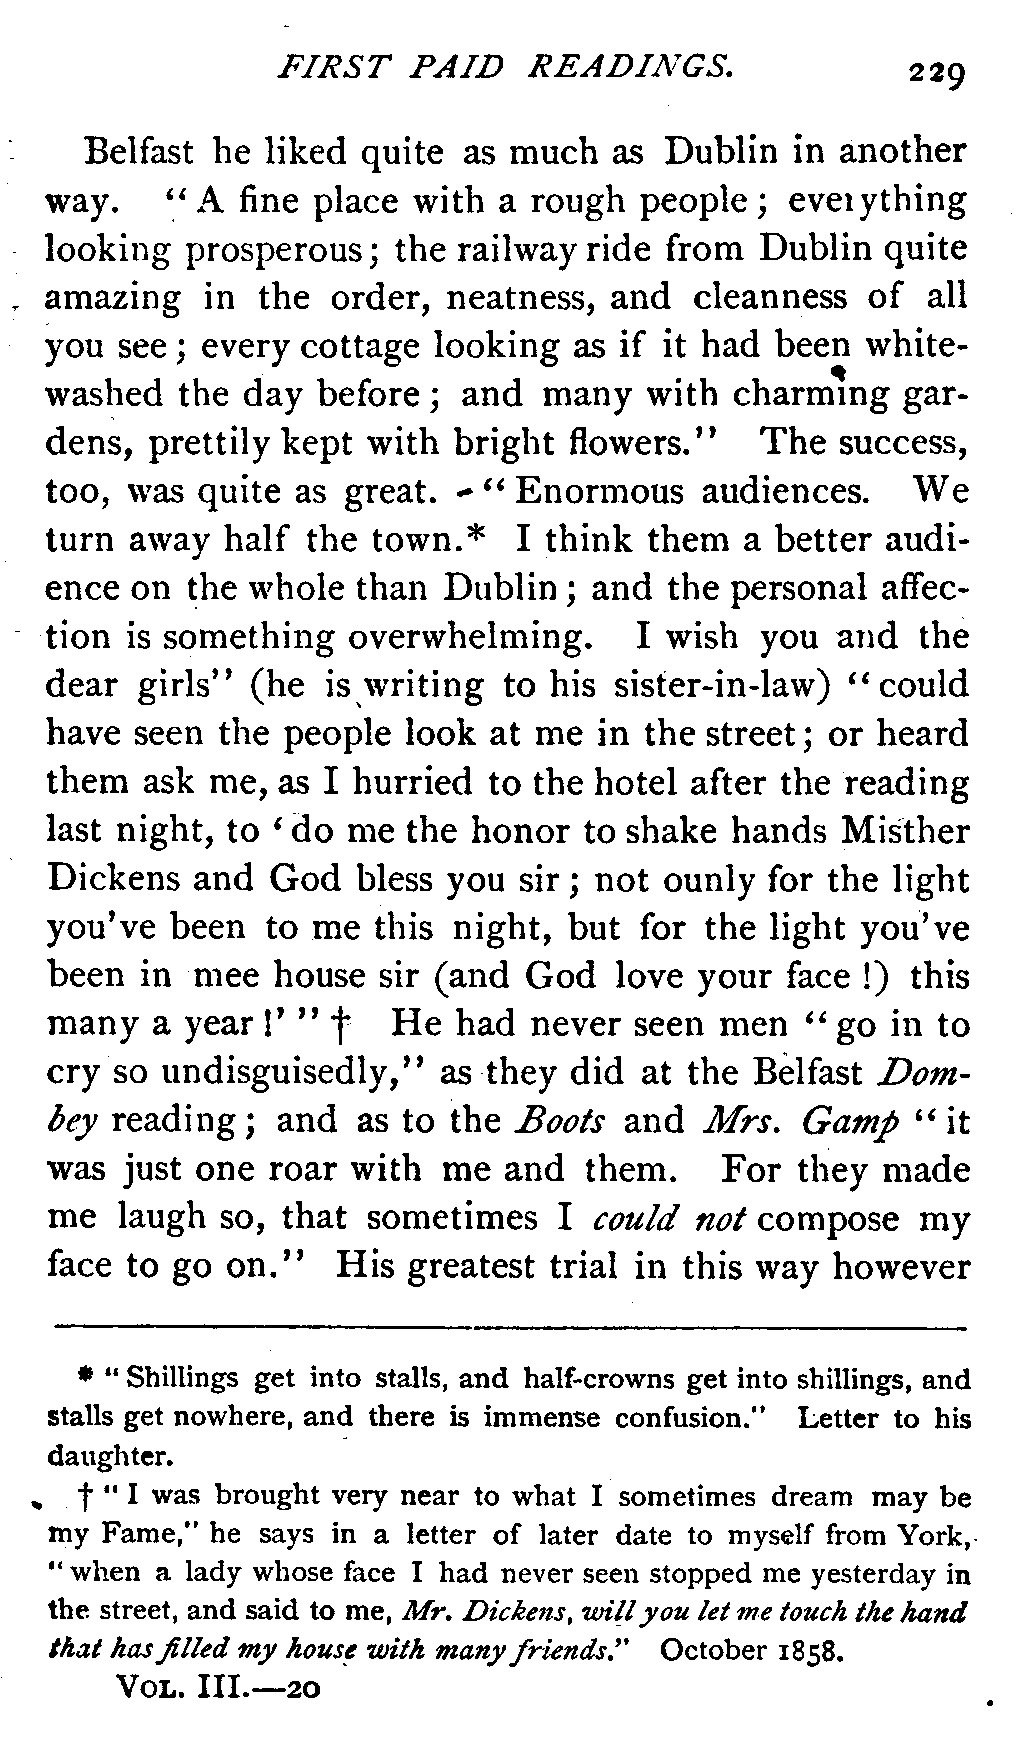 FIRST PAID READINGS. 229
Belfast he liked quite as much as Dublin in another
way. "A fine place with a rough people; everything
looking prosperous; the railway ride from Dublin quite
amazing in the order, neatness, and cleanness of all
you see; every cottage looking as if it had been white-
washed the day before; and many with charming gar-
dens, prettily kept with bright flowers." The success,
too, was quite as great. "Enormous audiences. We
turn away half the town.* I think them a better audi-
ence on the whole than Dublin; and the personal affec-
tion is something overwhelming. I wish you and the
dear girls" (he is writing to his sister-in-law) "could
have seen the people look at me in the street; or heard
them ask me, as I hurried to the hotel after the reading
last night, to 'do me the honor to shake hands Misther
Dickens and God bless you sir; not ounly for the light
you've been to me this night, but for the light you've
been in mee house sir (and God love your face!) this
many a year!'" † He had never seen men "go in to
cry so undisguisedly," as they did at the Belfast Dom-
bey reading; and as to the Boots and Mrs. Gamp "it
was just one roar with me and them. For they made
me laugh so, that sometimes I could not compose my
face to go on." His greatest trial in this way however
* "Shillings get into stalls, and half-crowns get into shillings, and
stalls get nowhere, and there is immense confusion." Letter to his
daughter.
† "I was brought very near to what I sometimes dream may be
my Fame," he says in a letter of later date to myself from York,
"when a lady whose face I had never seen stopped me yesterday in
the street, and said to me, Mr. Dickens, will you let me touch the hand
that has filled my house with many friends." October 1858.
VOL. III.—20